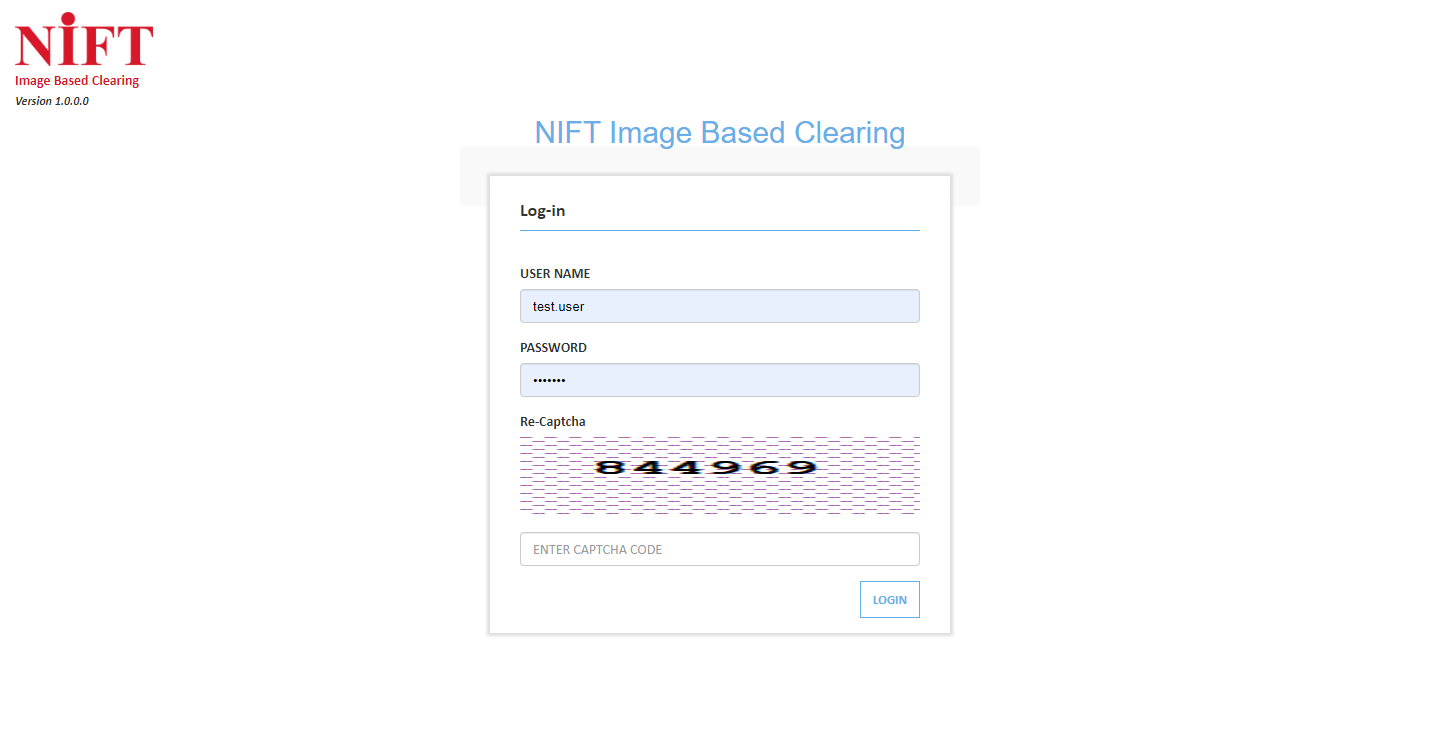 NIFT
Image Based Clearing
Version 1.0.0.0
NIFT Image Based Clearing
Log-in
USER NAME
test.user
PASSWORD
•••••••
Re-Captcha
844969
ENTER CAPTCHA CODE
LOGIN